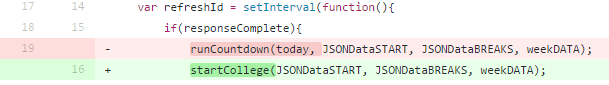 17 14 var refreshId = setInterval(function(){
18 15 if(responseComplete){
19 - runCountdown(today, JSONDataSTART, JSONDataBREAKS, weekDATA);
16 + startCollege(JSONDataSTART, JSONDataBREAKS, weekDATA);